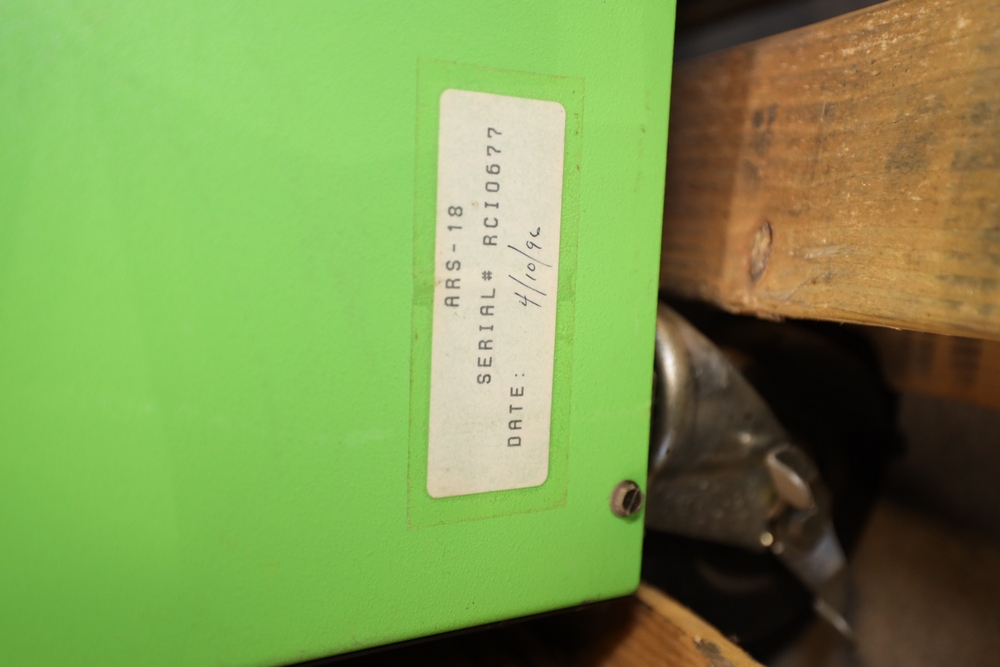 ARS-18
SERIAL# RCI0677
DATE: 4/10/96